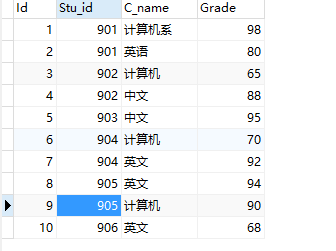 Id Stu_id C_name Grade
1 901 计算机系 98
2 901 英语 80
3 902 计算机 65
4 902 中文 88
5 903 中文 95
6 904 计算机 70
7 904 英文 92
8 905 英文 94
9 905 计算机 90
10 906 英文 68